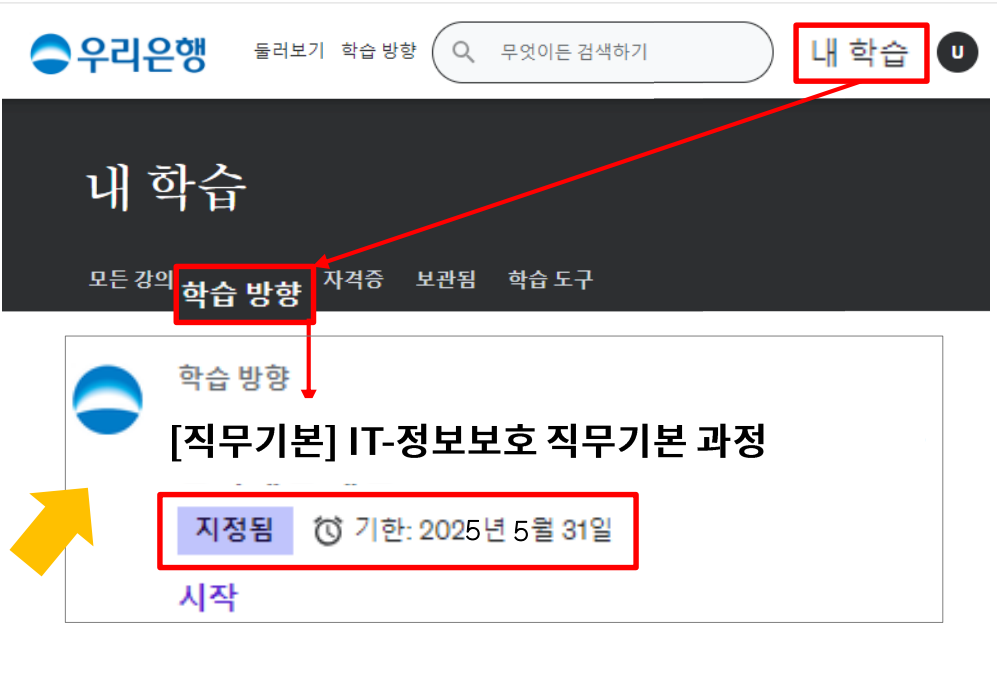 우리은행 둘러보기 학습 방향 무엇이든 검색하기 내 학습 U
내 학습
모든 강의 학습 방향 자격증 보관됨 학습 도구
학습 방향
[직무기본] IT-정보보호 직무기본 과정
지정됨 기한: 2025년 5월 31일
시작